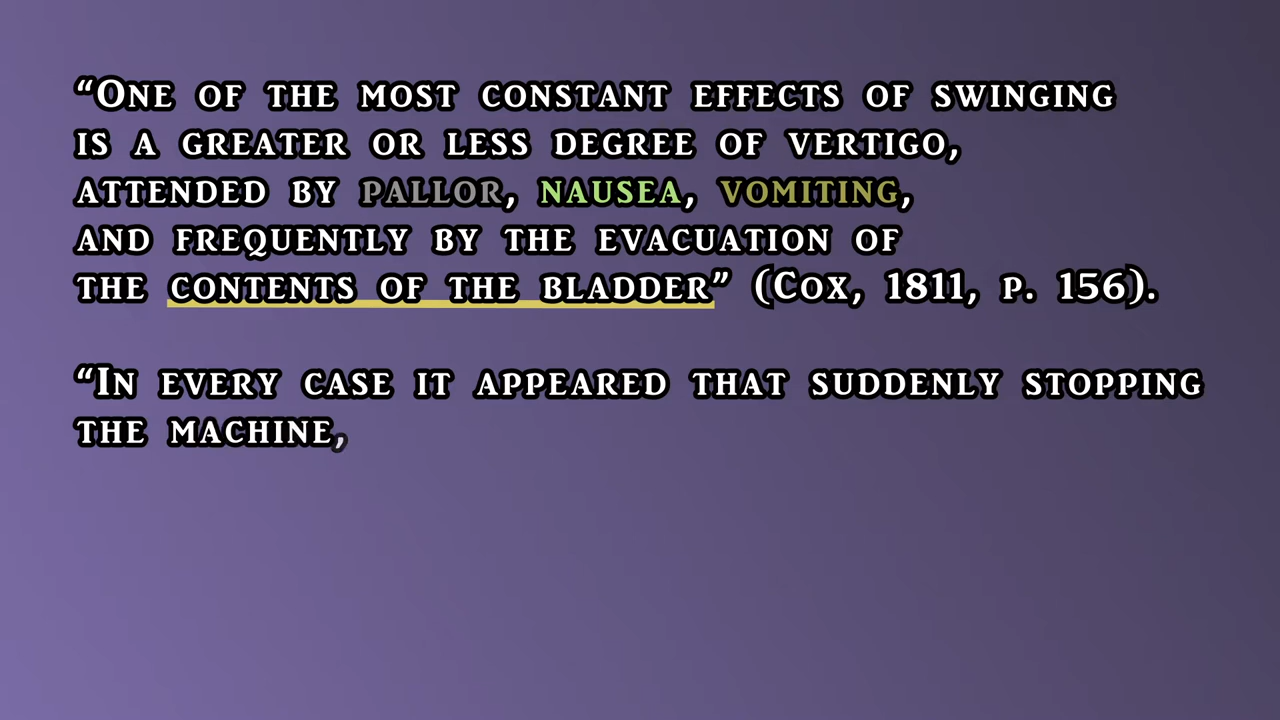 “One of the most constant effects of swinging
is a greater or less degree of vertigo,
attended by pallor, nausea, vomiting,
and frequently by the evacuation of
the contents of the bladder” (Cox, 1811, p. 156).
“In every case it appeared that suddenly stopping
the machine,